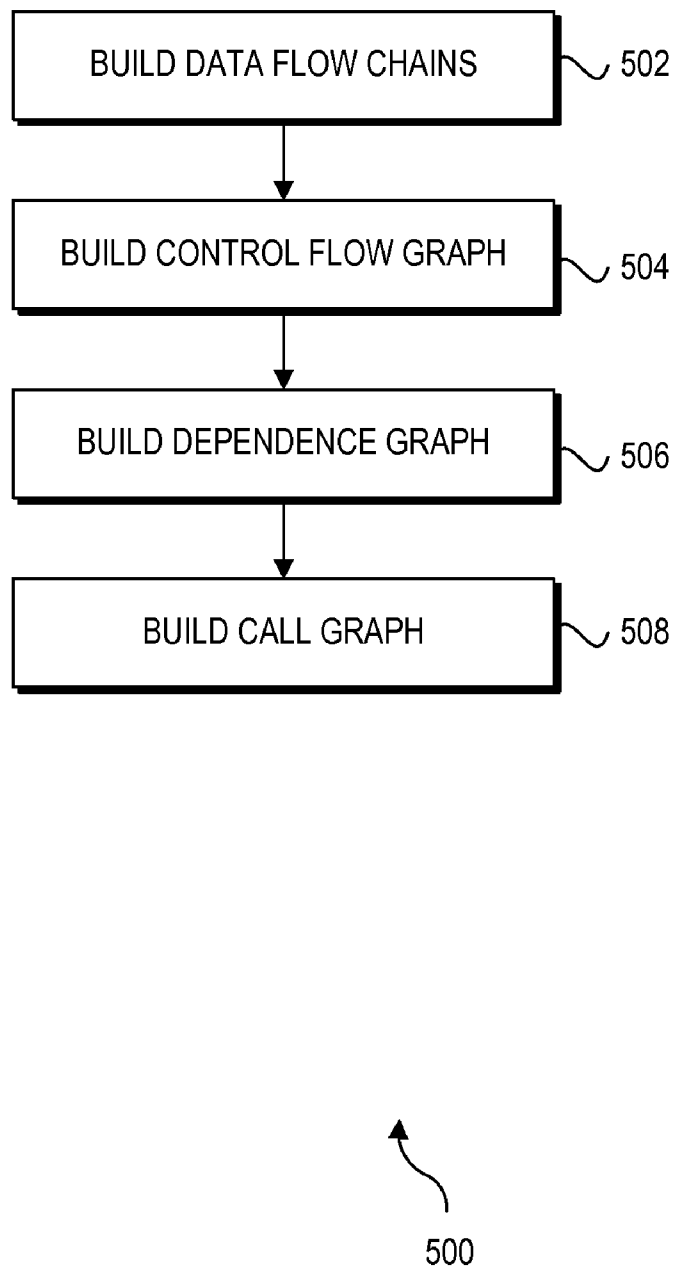 BUILD DATA FLOW CHAINS
502
BUILD CONTROL FLOW GRAPH
504
BUILD DEPENDENCE GRAPH
506
BUILD CALL GRAPH
508
500